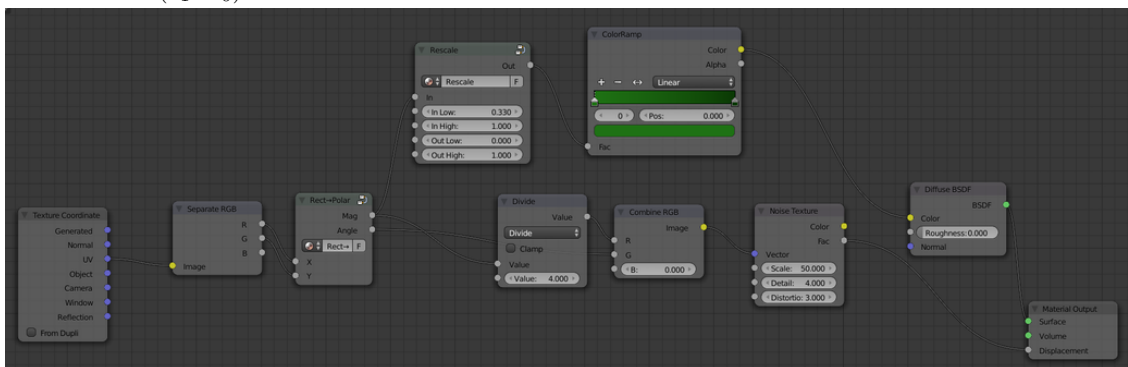 Rescale
Out
Rescale
F
In
In Low: 0.330
In High: 1.000
Out Low: 0.000
Out High: 1.000
ColorRamp
Color
Alpha
Linear
0
Pos: 0.000
Fac
Texture Coordinate
Generated
Normal
UV
Object
Camera
Window
Reflection
From Dupli
Separate RGB
R
G
B
Image
Rect→Polar
Mag
Angle
Rect→
F
X
Y
Divide
Value
Divide
Clamp
Value
Value: 4.000
Combine RGB
Image
R
G
B: 0.000
Noise Texture
Color
Fac
Vector
Scale: 50.000
Detail: 4.000
Distortio: 3.000
Diffuse BSDF
BSDF
Color
Roughness: 0.000
Normal
Material Output
Surface
Volume
Displacement